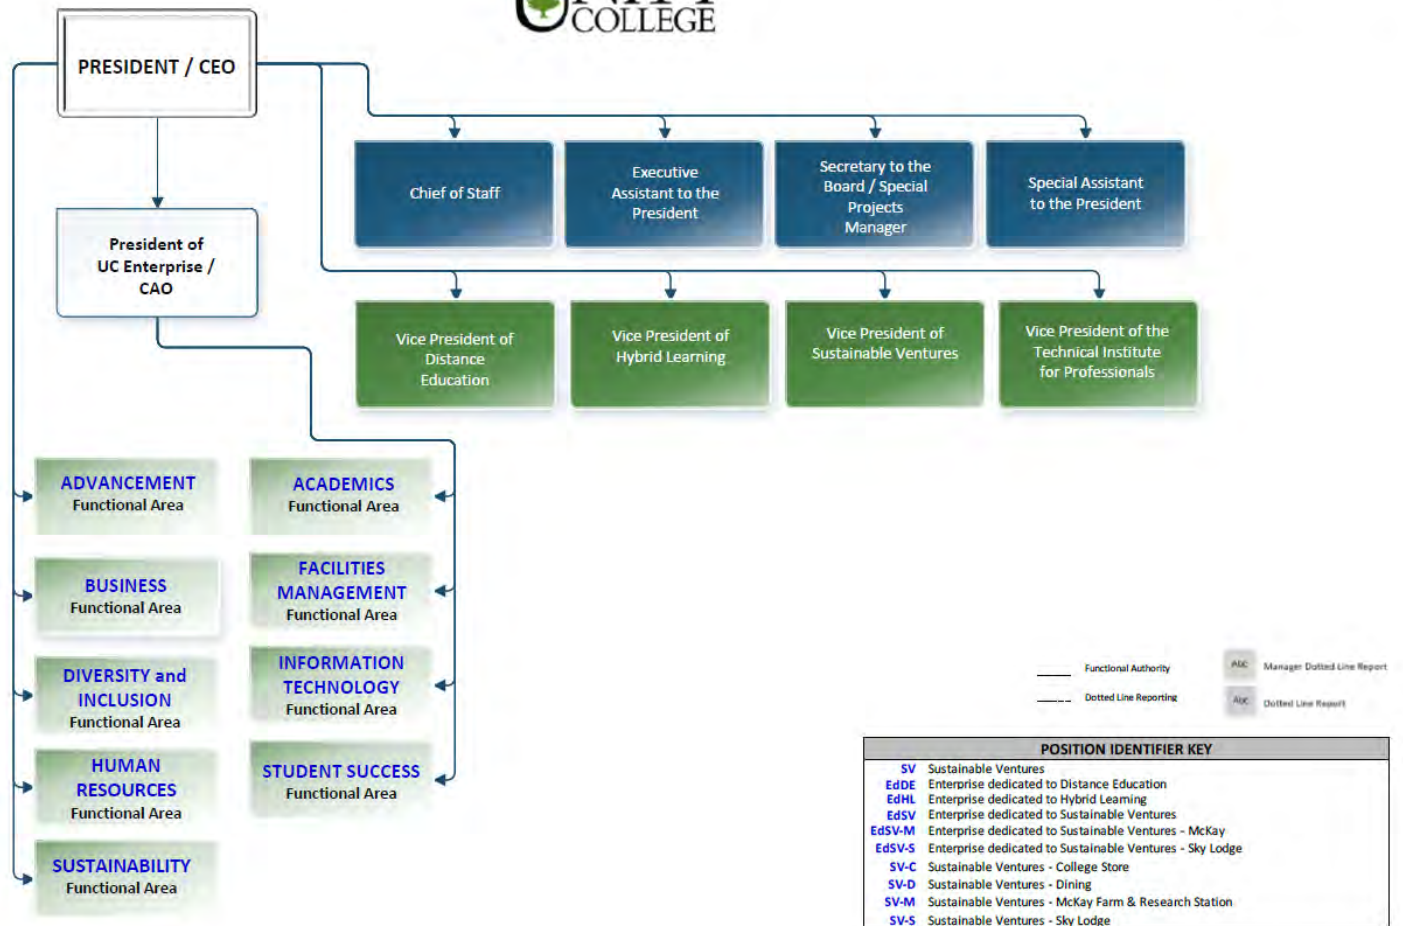 COLLEGE
PRESIDENT / CEO
Chief of Staff
Executive
Assistant to the
President
Secretary to the
Board / Special
Projects
Manager
Special Assistant
to the President
President of
UC Enterprise /
CAO
Vice President of
Distance
Education
Vice President of
Hybrid Learning
Vice President of
Sustainable Ventures
Vice President of the
Technical Institute
for Professionals
ADVANCEMENT
Functional Area
ACADEMICS
Functional Area
BUSINESS
Functional Area
FACILITIES
MANAGEMENT
Functional Area
DIVERSITY and
INCLUSION
Functional Area
INFORMATION
TECHNOLOGY
Functional Area
HUMAN
RESOURCES
Functional Area
STUDENT SUCCESS
Functional Area
SUSTAINABILITY
Functional Area
Functional Authority
Abc Manager Dotted Line Report
Dotted Line Reporting
Abc Dotted Line Report
POSITION IDENTIFIER KEY
SV Sustainable Ventures
EdDE Enterprise dedicated to Distance Education
EdHL Enterprise dedicated to Hybrid Learning
EdSV Enterprise dedicated to Sustainable Ventures
EdSV-M Enterprise dedicated to Sustainable Ventures - McKay
EdSV-S Enterprise dedicated to Sustainable Ventures - Sky Lodge
SV-C Sustainable Ventures - College Store
SV-D Sustainable Ventures - Dining
SV-M Sustainable Ventures - McKay Farm & Research Station
SV-S Sustainable Ventures - Sky Lodge